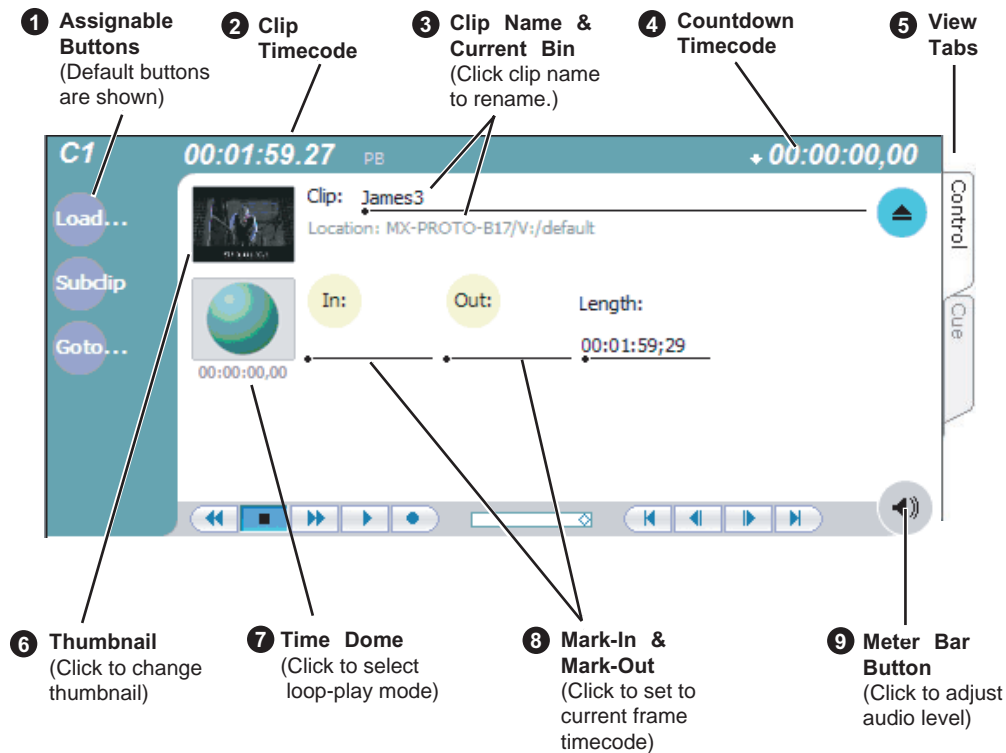 1 Assignable
Buttons
(Default buttons
are shown)
2 Clip
Timecode
3 Clip Name &
Current Bin
(Click clip name
to rename.)
4 Countdown
Timecode
5 View
Tabs
C1
00:01:59.27
PB
00:00:00,00
Load...
Subclip
Goto...
Clip: James3
Location: MX-PROTO-B17/V:/default
In:
Out:
Length:
00:01:59;29
00:00:00,00
Control
Cue
6 Thumbnail
(Click to change
thumbnail)
7 Time Dome
(Click to select
loop-play mode)
8 Mark-In &
Mark-Out
(Click to set to
current frame
timecode)
9 Meter Bar
Button
(Click to adjust
audio level)